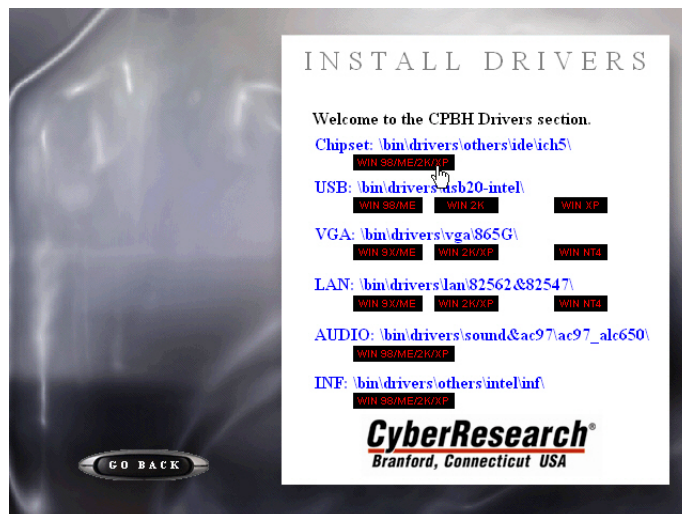 INSTALL DRIVERS
Welcome to the CPBH Drivers section.
Chipset: \bin\drivers\others\ide\ich5\
WIN 98/ME/2K/XP
USB: \bin\drivers\usb20-intel\
WIN 98/ME WIN 2K WIN XP
VGA: \bin\drivers\vga\865G\
WIN 9X/ME WIN 2K/XP WIN NT4
LAN: \bin\drivers\lan\82562&82547\
WIN 9X/ME WIN 2K/XP WIN NT4
AUDIO: \bin\drivers\sound&ac97\ac97_alc650\
WIN 98/ME/2K/XP
INF: \bin\drivers\others\intel\inf\
WIN 98/ME/2K/XP
CyberResearch®
Branford, Connecticut USA
GO BACK